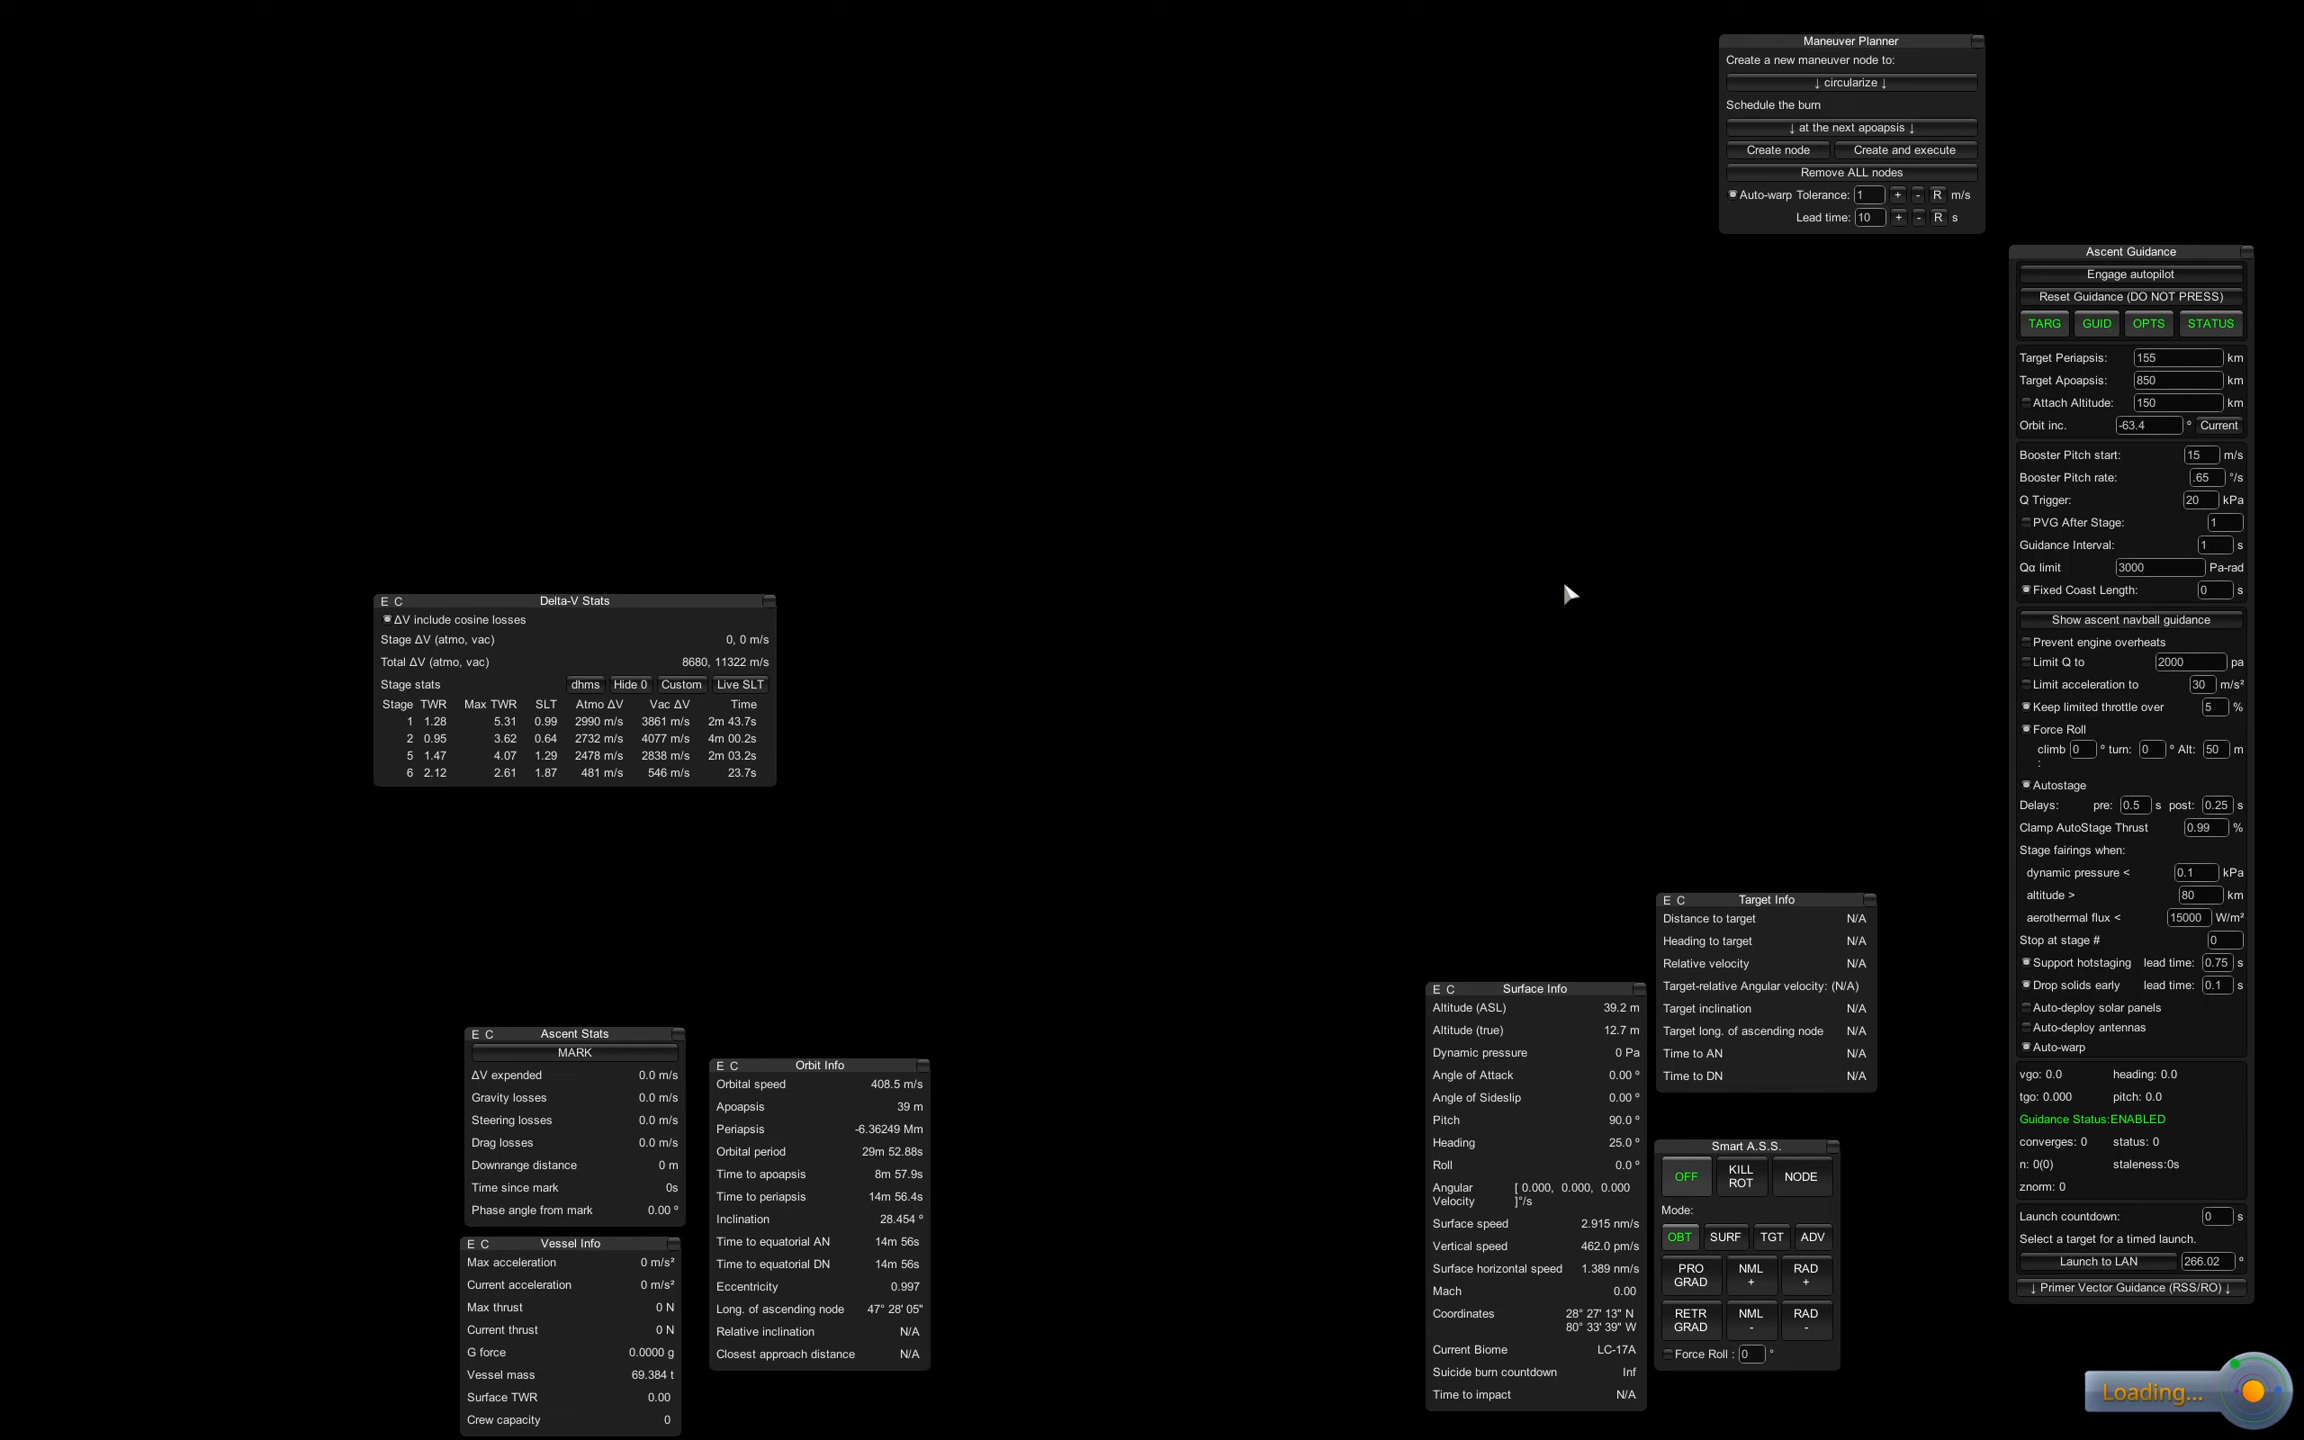 Maneuver Planner
Create a new maneuver node to:
↓ circularize ↓
Schedule the burn
↓ at the next apoapsis ↓
Create node Create and execute
Remove ALL nodes
Auto-warp Tolerance: 1 + - R m/s
Lead time: 10 + - R s
Ascent Guidance
Engage autopilot
Reset Guidance (DO NOT PRESS)
TARG GUID OPTS STATUS
Target Periapsis: 155 km
Target Apoapsis: 850 km
Attach Altitude: 150 km
Orbit inc. -63.4 º Current
Booster Pitch start: 15 m/s
Booster Pitch rate: .65 °/s
Q Trigger: 20 kPa
PVG After Stage: 1
Guidance Interval: 1 s
Qα limit 3000 Pa-rad
Fixed Coast Length: 0 s
Show ascent navball guidance
Prevent engine overheats
Limit Q to 2000 pa
Limit acceleration to 30 m/s²
Keep limited throttle over 5 %
Force Roll
climb 0 º turn: 0 º Alt: 50 m
:
Autostage
Delays: pre: 0.5 s post: 0.25 s
Clamp AutoStage Thrust 0.99 %
Stage fairings when:
dynamic pressure < 0.1 kPa
altitude > 80 km
aerothermal flux < 15000 W/m²
Stop at stage # 0
Support hotstaging lead time: 0.75 s
Drop solids early lead time: 0.1 s
Auto-deploy solar panels
Auto-deploy antennas
Auto-warp
vgo: 0.0 heading: 0.0
tgo: 0.000 pitch: 0.0
Guidance Status:ENABLED
converges: 0 status: 0
n: 0(0) staleness:0s
znorm: 0
Launch countdown: 0 s
Select a target for a timed launch.
Launch to LAN 266.02 º
↓ Primer Vector Guidance (RSS/RO) ↓
E C Delta-V Stats
ΔV include cosine losses
Stage ΔV (atmo, vac) 0, 0 m/s
Total ΔV (atmo, vac) 8680, 11322 m/s
Stage stats dhms Hide 0 Custom Live SLT
Stage TWR Max TWR SLT Atmo ΔV Vac ΔV Time
1 1.28 5.31 0.99 2990 m/s 3861 m/s 2m 43.7s
2 0.95 3.62 0.64 2732 m/s 4077 m/s 4m 00.2s
5 1.47 4.07 1.29 2478 m/s 2838 m/s 2m 03.2s
6 2.12 2.61 1.87 481 m/s 546 m/s 23.7s
E C Target Info
Distance to target N/A
Heading to target N/A
Relative velocity N/A
Target-relative Angular velocity: (N/A)
Target inclination N/A
Target long. of ascending node N/A
Time to AN N/A
Time to DN N/A
E C Surface Info
Altitude (ASL) 39.2 m
Altitude (true) 12.7 m
Dynamic pressure 0 Pa
Angle of Attack 0.00 º
Angle of Sideslip 0.00 º
Pitch 90.0 º
Heading 25.0 º
Roll 0.0 º
Angular Velocity [ 0.000, 0.000, 0.000 ]°/s
Surface speed 2.915 nm/s
Vertical speed 462.0 pm/s
Surface horizontal speed 1.389 nm/s
Mach 0.00
Coordinates 28° 27' 13" N
80° 33' 39" W
Current Biome LC-17A
Suicide burn countdown Inf
Time to impact N/A
E C Ascent Stats
MARK
ΔV expended 0.0 m/s
Gravity losses 0.0 m/s
Steering losses 0.0 m/s
Drag losses 0.0 m/s
Downrange distance 0 m
Time since mark 0s
Phase angle from mark 0.00 º
E C Orbit Info
Orbital speed 408.5 m/s
Apoapsis 39 m
Periapsis -6.36249 Mm
Orbital period 29m 52.88s
Time to apoapsis 8m 57.9s
Time to periapsis 14m 56.4s
Inclination 28.454 º
Time to equatorial AN 14m 56s
Time to equatorial DN 14m 56s
Eccentricity 0.997
Long. of ascending node 47° 28' 05"
Relative inclination N/A
Closest approach distance N/A
E C Vessel Info
Max acceleration 0 m/s²
Current acceleration 0 m/s²
Max thrust 0 N
Current thrust 0 N
G force 0.0000 g
Vessel mass 69.384 t
Surface TWR 0.00
Crew capacity 0
Smart A.S.S.
OFF KILL ROT NODE
Mode:
OBT SURF TGT ADV
PRO GRAD NML + RAD +
RETR GRAD NML - RAD -
Force Roll : 0 °
Loading...